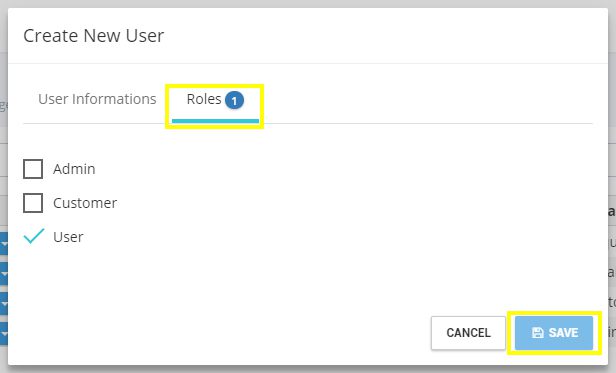 Create New User
User Informations
Roles 1
Admin
Customer
User
CANCEL
SAVE